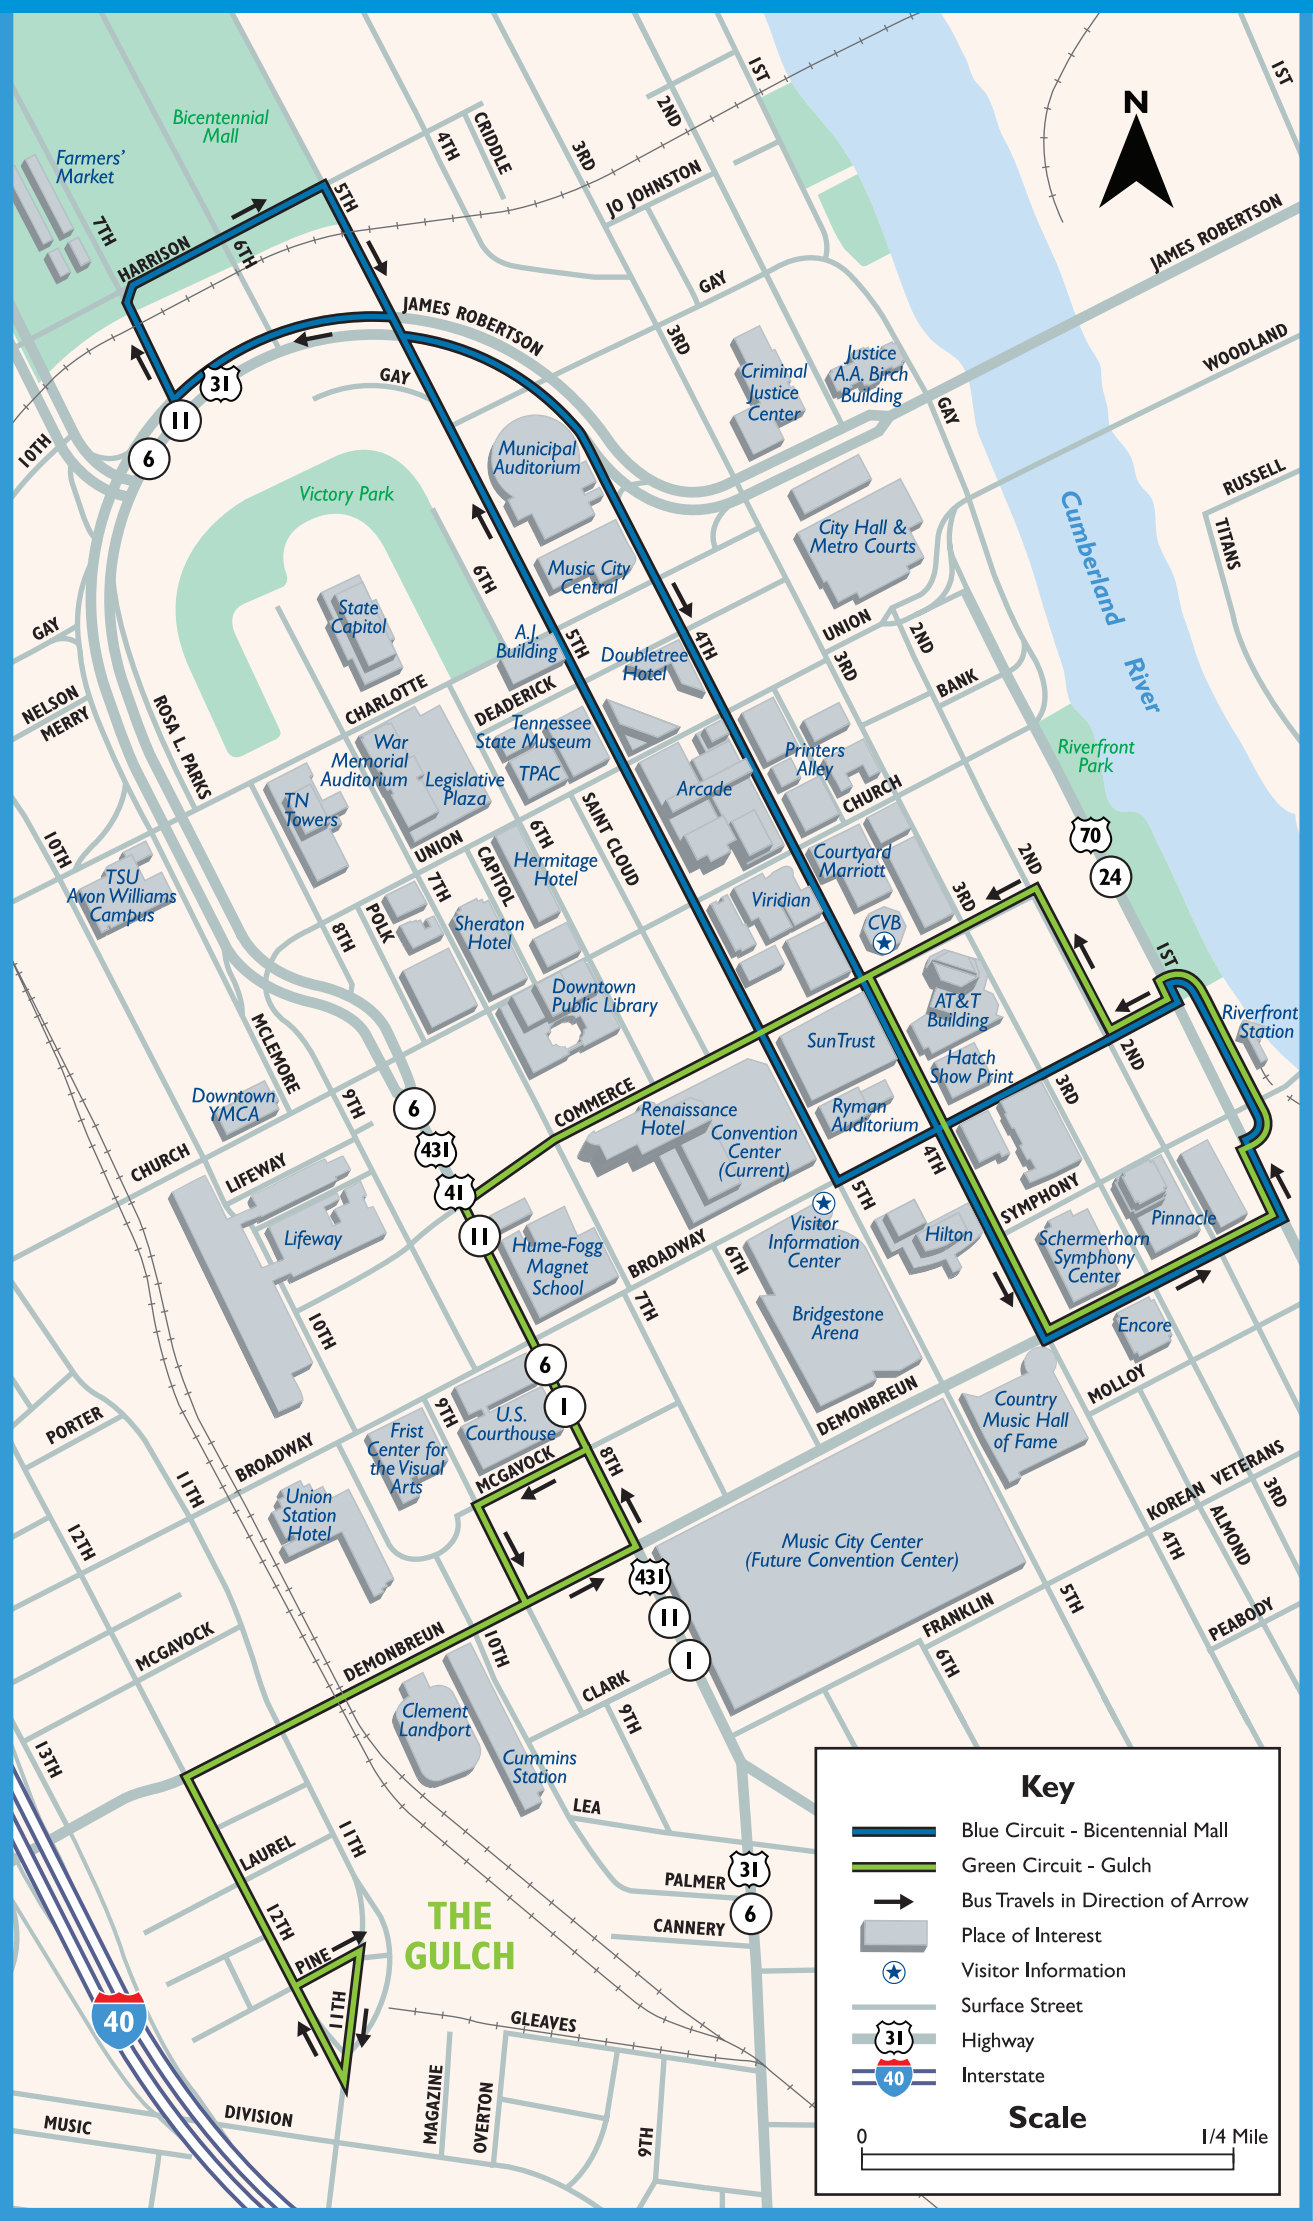 1ST
1ST
N
2ND
CRIDDLE
4TH
3RD
Bicentennial
Mall
Farmers'
Market
JO JOHNSTON
5TH
7TH
6TH
HARRISON
JAMES ROBERTSON
GAY
JAMES ROBERTSON
3RD
WOODLAND
31
GAY
Criminal
Justice
Center
Justice
A.A. Birch
Building
GAY
11
10TH
6
Municipal
Auditorium
Victory Park
RUSSELL
TITANS
City Hall &
Metro Courts
Cumberland
River
Music City
Central
6TH
State
Capitol
GAY
A.J.
Building
5TH
Doubletree
Hotel
4TH
UNION
2ND
3RD
BANK
NELSON
MERRY
ROSA L. PARKS
CHARLOTTE
DEADERICK
Tennessee
State Museum
TPAC
War
Memorial
Auditorium
Legislative
Plaza
TN
Towers
Arcade
Printers
Alley
CHURCH
Riverfront
Park
70
24
10TH
UNION
6TH
SAINT CLOUD
CAPITOL
Hermitage
Hotel
7TH
TSU
Avon Williams
Campus
POLK
8TH
Sheraton
Hotel
Courtyard
Marriott
Viridian
CVB
2ND
3RD
1ST
Downtown
Public Library
AT&T
Building
Riverfront
Station
SunTrust
MCLEMORE
Hatch
Show Print
2ND
3RD
Downtown
YMCA
9TH
6
COMMERCE
Renaissance
Hotel
Ryman
Auditorium
Convention
Center
(Current)
431
4TH
CHURCH
LIFEWAY
41
5TH
SYMPHONY
11
Lifeway
Hume-Fogg
Magnet
School
BROADWAY
6TH
Visitor
Information
Center
Hilton
Schermerhorn
Symphony
Center
Pinnacle
7TH
10TH
Bridgestone
Arena
Encore
6
1
DEMONBREUN
MOLLOY
PORTER
9TH
U.S.
Courthouse
Country
Music Hall
of Fame
Frist
Center for
the Visual
Arts
BROADWAY
MCGAVOCK
8TH
11TH
Union
Station
Hotel
KOREAN VETERANS
3RD
ALMOND
4TH
12TH
Music City Center
(Future Convention Center)
431
11
1
5TH
PEABODY
FRANKLIN
6TH
MCGAVOCK
DEMONBREUN
10TH
CLARK
9TH
Clement
Landport
Cummins
Station
13TH
LEA
LAUREL
11TH
PALMER
31
6
CANNERY
12TH
THE
GULCH
PINE
11TH
40
GLEAVES
MAGAZINE
OVERTON
9TH
MUSIC
DIVISION
Key
Blue Circuit - Bicentennial Mall
Green Circuit - Gulch
Bus Travels in Direction of Arrow
Place of Interest
Visitor Information
Surface Street
31
Highway
40
Interstate
Scale
0
1/4 Mile